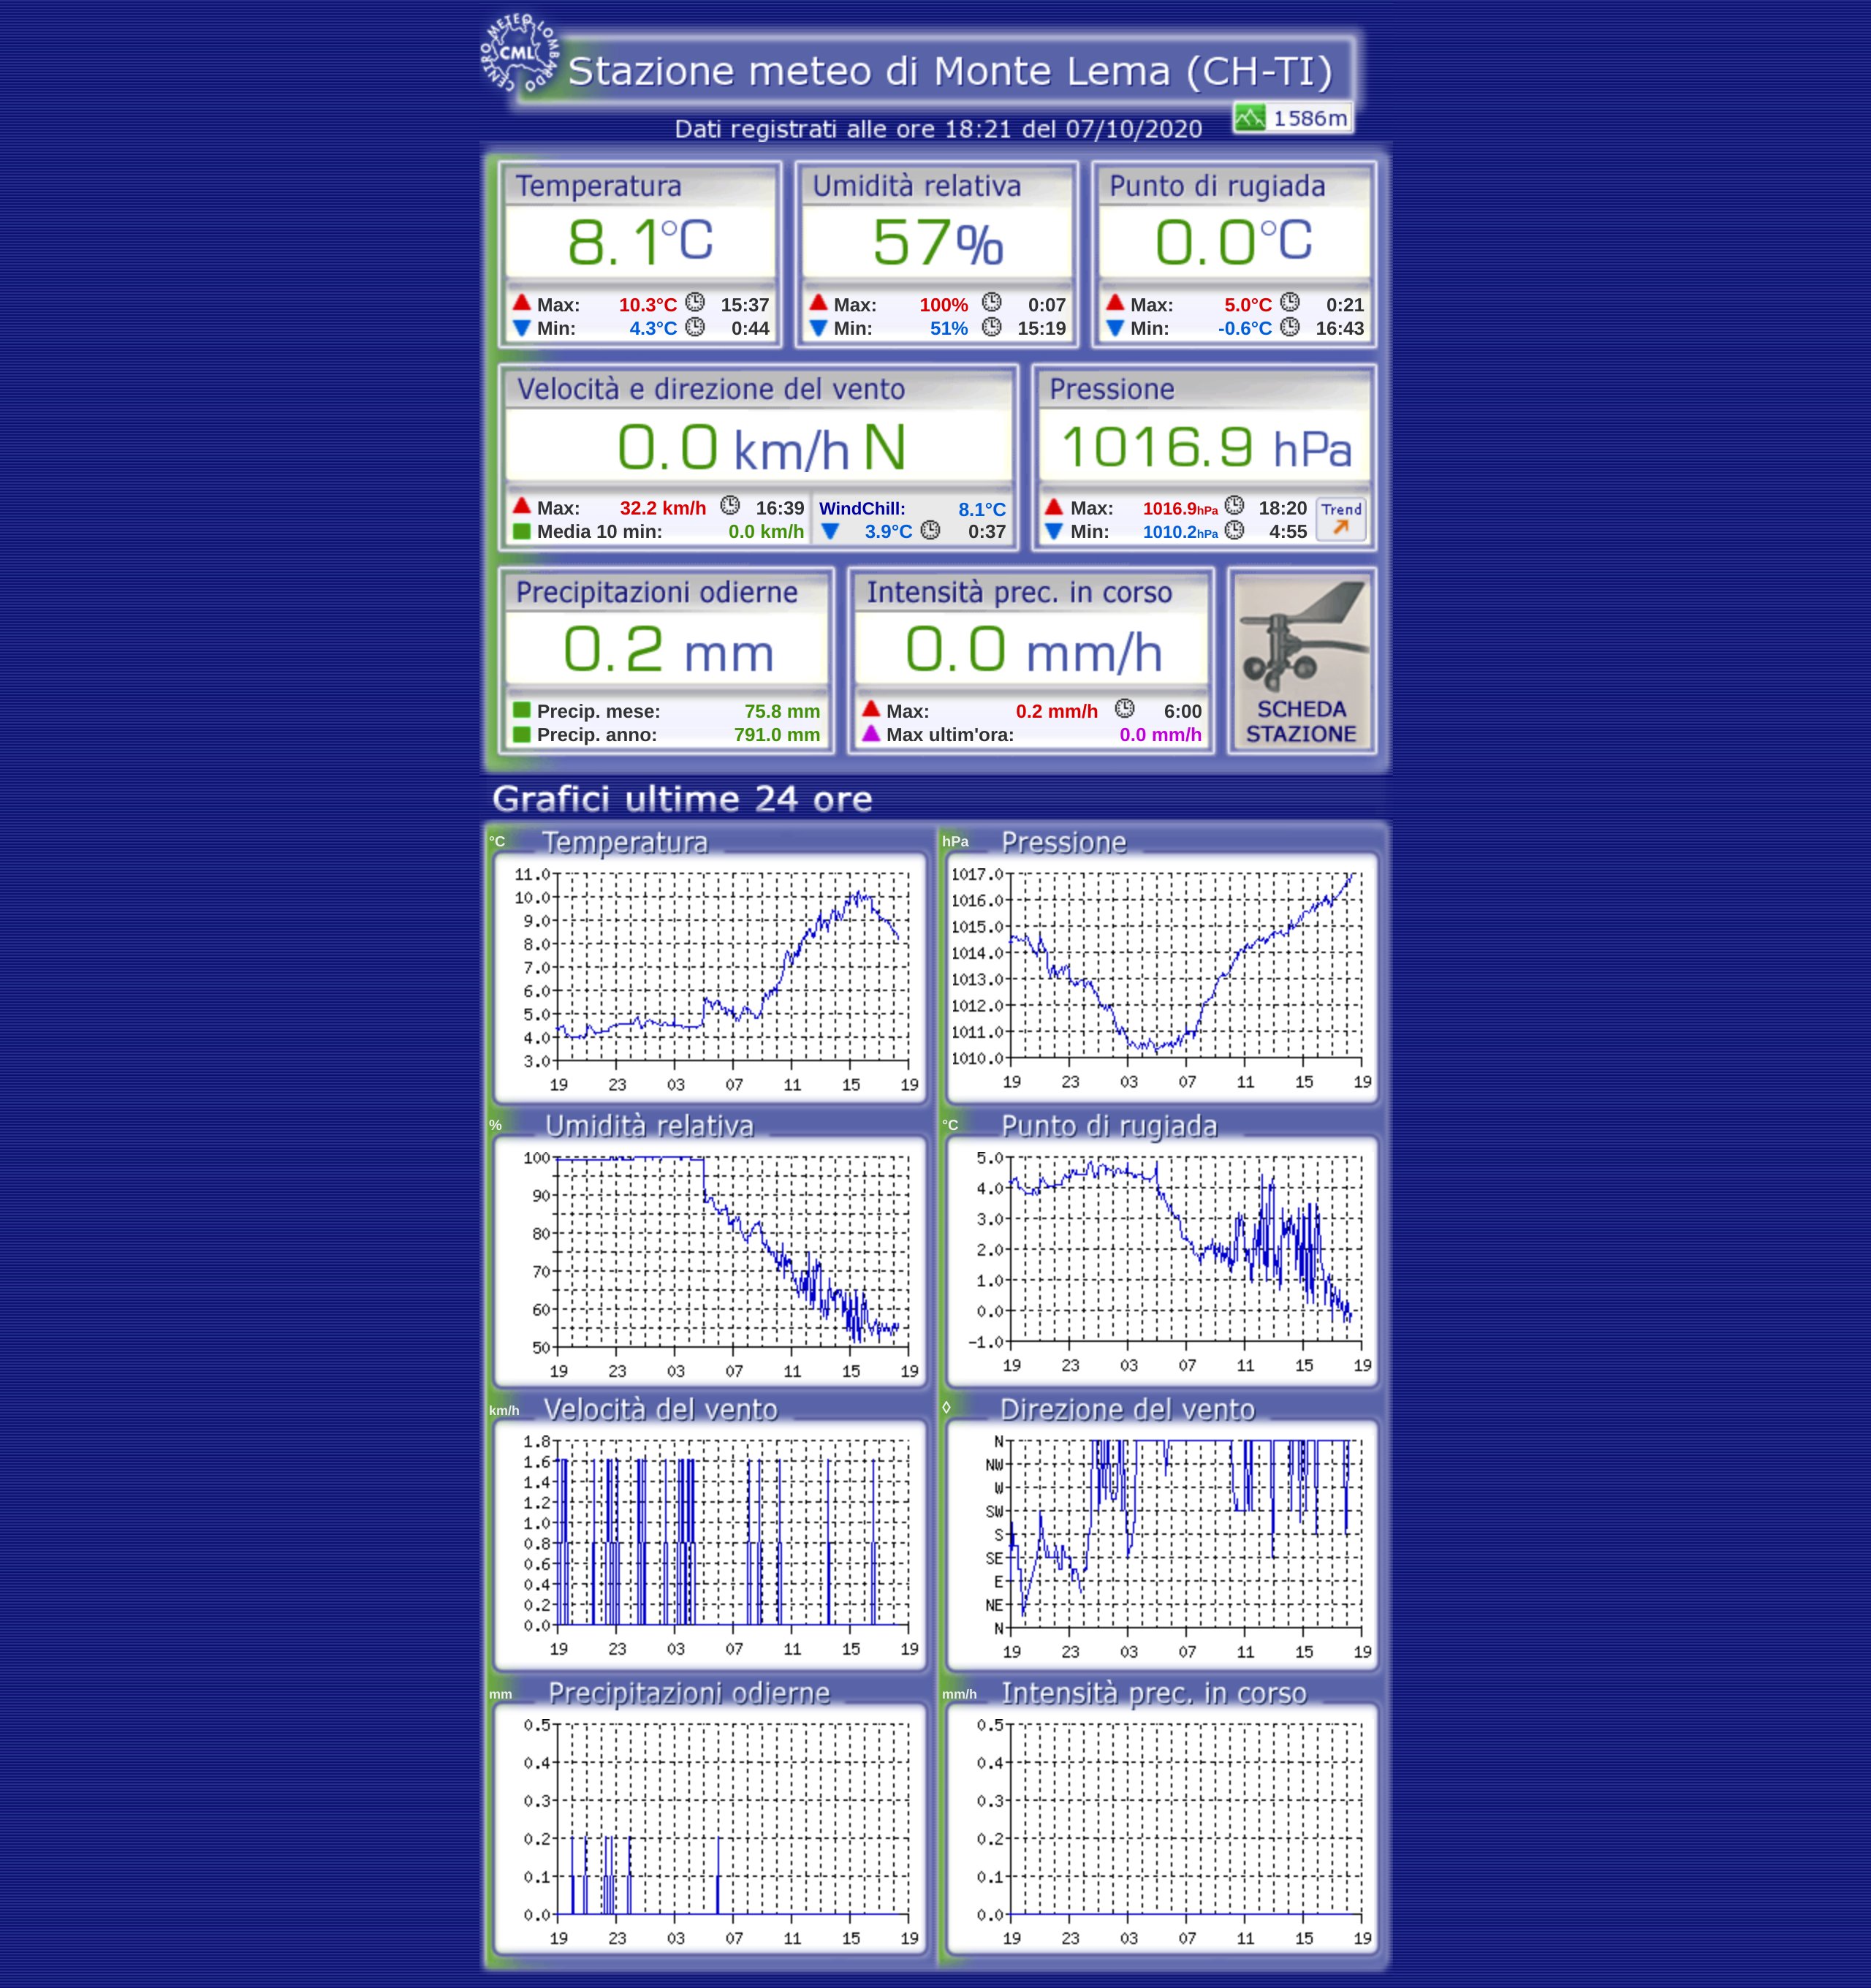 CENTRO METEO LOMBARDO
CML
Stazione meteo di Monte Lema (CH-TI)
1586m
Dati registrati alle ore 18:21 del 07/10/2020
Temperatura Umidità relativa Punto di rugiada
8.1°C 57% 0.0°C
Max: 10.3°C 15:37 Max: 100% 0:07 Max: 5.0°C 0:21
Min: 4.3°C 0:44 Min: 51% 15:19 Min: -0.6°C 16:43
Velocità e direzione del vento Pressione
0.0 km/h N 1016.9 hPa
Max: 32.2 km/h 16:39 WindChill: 8.1°C Max: 1016.9hPa 18:20 Trend
Media 10 min: 0.0 km/h 3.9°C 0:37 Min: 1010.2hPa 4:55
Precipitazioni odierne Intensità prec. in corso
0.2 mm 0.0 mm/h
Precip. mese: 75.8 mm Max: 0.2 mm/h 6:00 SCHEDA
Precip. anno: 791.0 mm Max ultim'ora: 0.0 mm/h STAZIONE
Grafici ultime 24 ore
°C Temperatura
11.0
10.0
9.0
8.0
7.0
6.0
5.0
4.0
3.0
19 23 03 07 11 15 19
hPa Pressione
1017.0
1016.0
1015.0
1014.0
1013.0
1012.0
1011.0
1010.0
19 23 03 07 11 15 19
% Umidità relativa
100
90
80
70
60
50
19 23 03 07 11 15 19
°C Punto di rugiada
5.0
4.0
3.0
2.0
1.0
0.0
-1.0
19 23 03 07 11 15 19
km/h Velocità del vento
1.8
1.6
1.4
1.2
1.0
0.8
0.6
0.4
0.2
0.0
19 23 03 07 11 15 19
◊ Direzione del vento
N
NW
W
SW
S
SE
E
NE
N
19 23 03 07 11 15 19
mm Precipitazioni odierne
0.5
0.4
0.3
0.2
0.1
0.0
19 23 03 07 11 15 19
mm/h Intensità prec. in corso
0.5
0.4
0.3
0.2
0.1
0.0
19 23 03 07 11 15 19